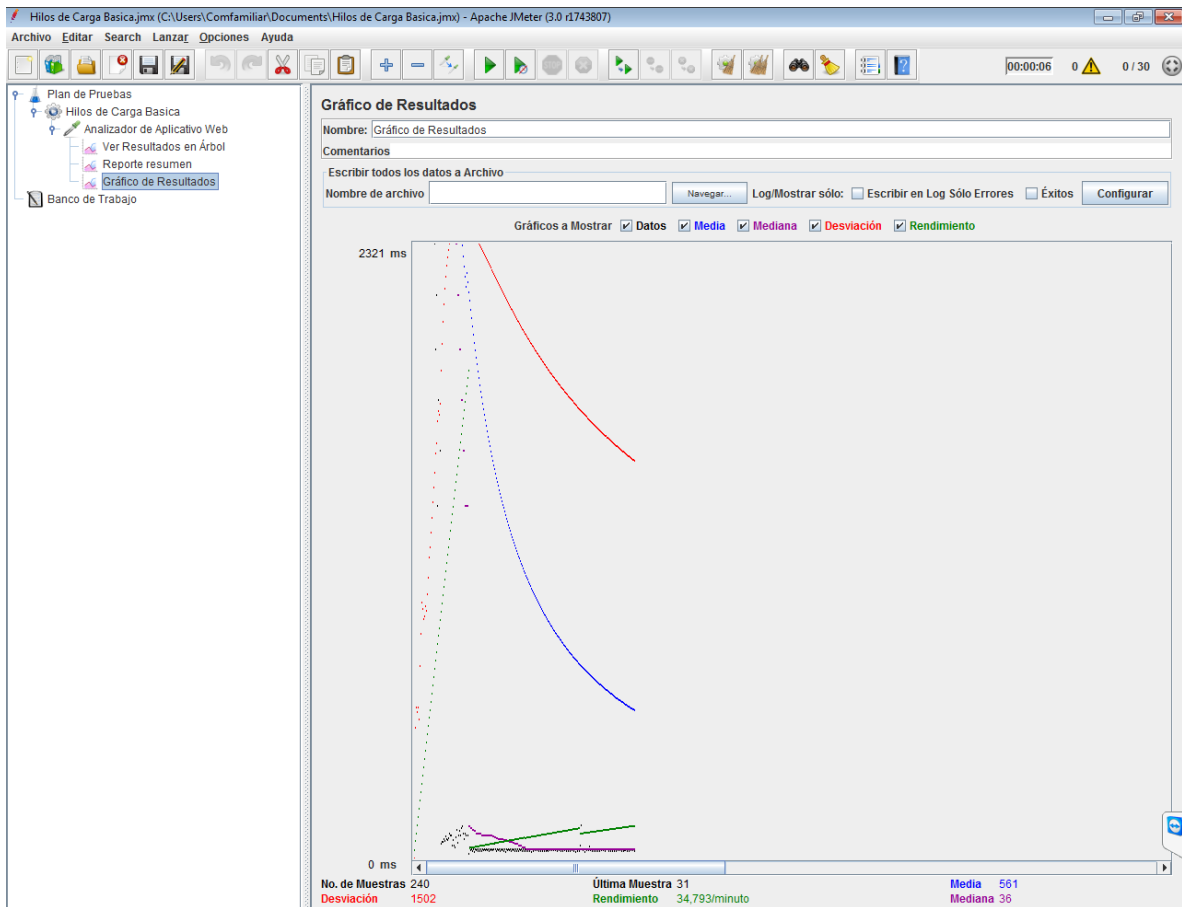 Hilos de Carga Basica.jmx (C:\Users\Comfamiliar\Documents\Hilos de Carga Basica.jmx) - Apache JMeter (3.0 r1743807)
Archivo Editar Search Lanzar Opciones Ayuda
00:00:06 0 0 / 30
Plan de Pruebas
Hilos de Carga Basica
Analizador de Aplicativo Web
Ver Resultados en Árbol
Reporte resumen
Gráfico de Resultados
Banco de Trabajo
Gráfico de Resultados
Nombre: Gráfico de Resultados
Comentarios
Escribir todos los datos a Archivo
Nombre de archivo Navegar... Log/Mostrar sólo: Escribir en Log Sólo Errores Éxitos Configurar
Gráficos a Mostrar Datos Media Mediana Desviación Rendimiento
2321 ms
0 ms
No. de Muestras 240 Última Muestra 31 Media 561
Desviación 1502 Rendimiento 34,793/minuto Mediana 36